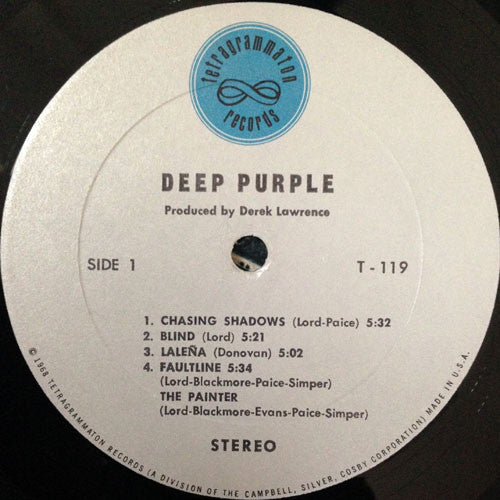 tetragrammaton
records
DEEP PURPLE
Produced by Derek Lawrence
SIDE 1
T - 119
1. CHASING SHADOWS (Lord-Paice) 5:32
2. BLIND (Lord) 5:21
3. LALEÑA (Donovan) 5:02
4. FAULTLINE 5:34
(Lord-Blackmore-Paice-Simper)
THE PAINTER
(Lord-Blackmore-Evans-Paice-Simper)
STEREO
© 1968 TETRAGRAMMATON RECORDS (A DIVISION OF THE CAMPBELL, SILVER, COSBY CORPORATION) MADE IN U.S.A.